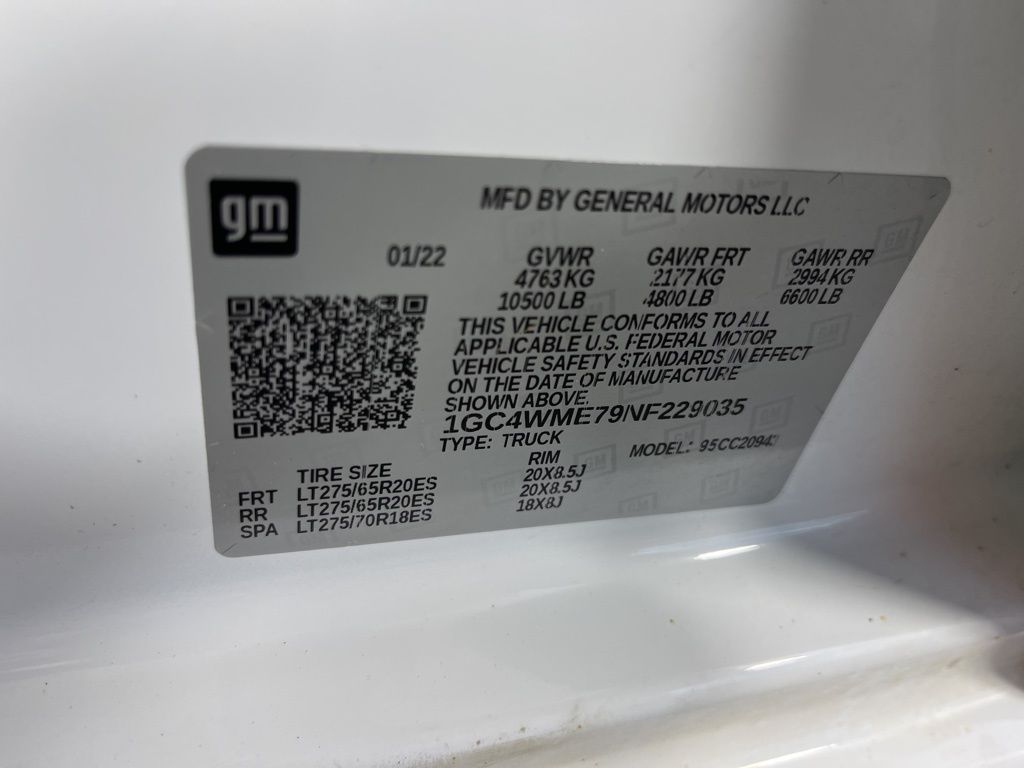 gm
MFD BY GENERAL MOTORS LLC
01/22 GVWR GAWR FRT GAWR RR
4763 KG 2177 KG 2994 KG
10500 LB 4800 LB 6600 LB
THIS VEHICLE CONFORMS TO ALL
APPLICABLE U.S. FEDERAL MOTOR
VEHICLE SAFETY STANDARDS IN EFFECT
ON THE DATE OF MANUFACTURE
SHOWN ABOVE.
1GC4WME79NF229035
TYPE: TRUCK MODEL:
TIRE SIZE RIM
FRT LT275/65R20ES 20X8.5J
RR LT275/65R20ES 20X8.5J
SPA LT275/70R18ES 18X8J